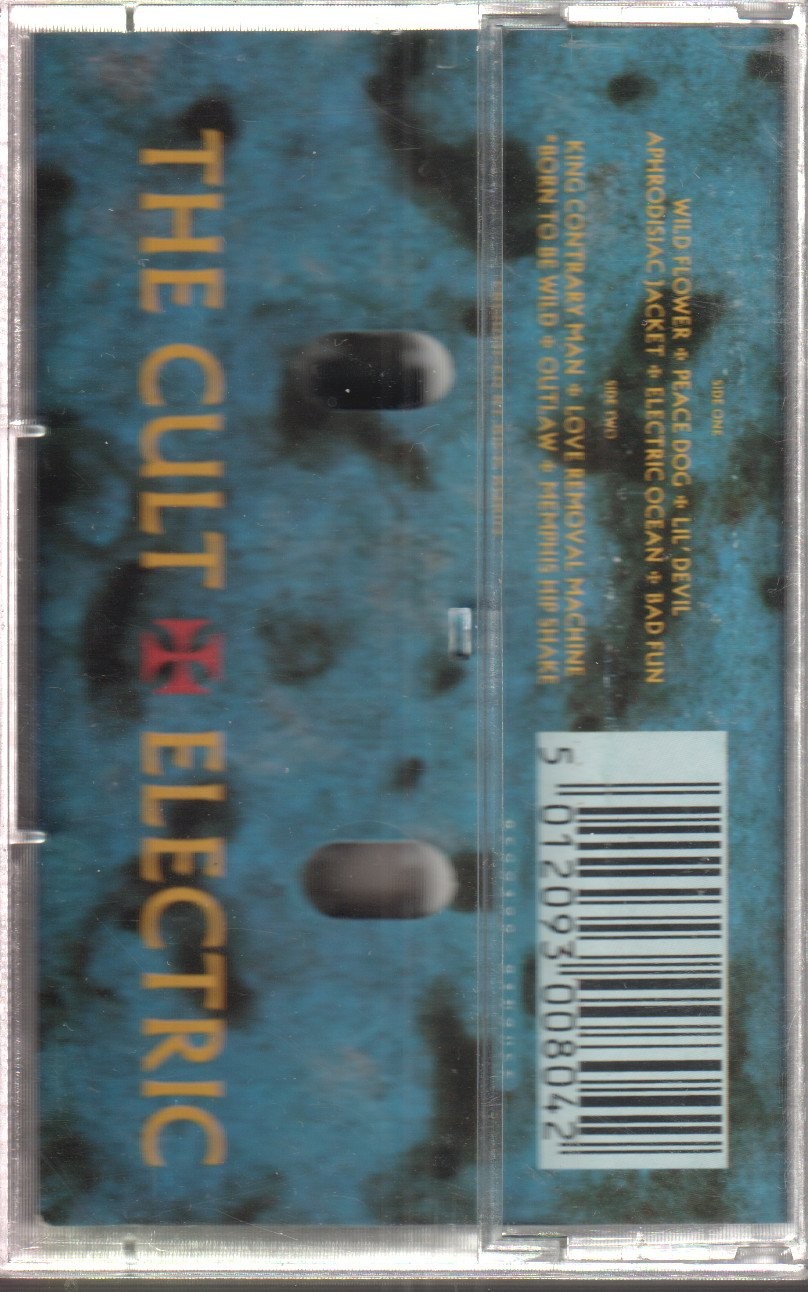 SIDE ONE
WILD FLOWER ✠ PEACE DOG ✠ LIL' DEVIL
APHRODISIAC JACKET ✠ ELECTRIC OCEAN ✠ BAD FUN
SIDE TWO
KING CONTRARY MAN ✠ LOVE REMOVAL MACHINE
*BORN TO BE WILD ✠ OUTLAW ✠ MEMPHIS HIP SHAKE
5 012093 008042
THE CULT ✠ ELECTRIC